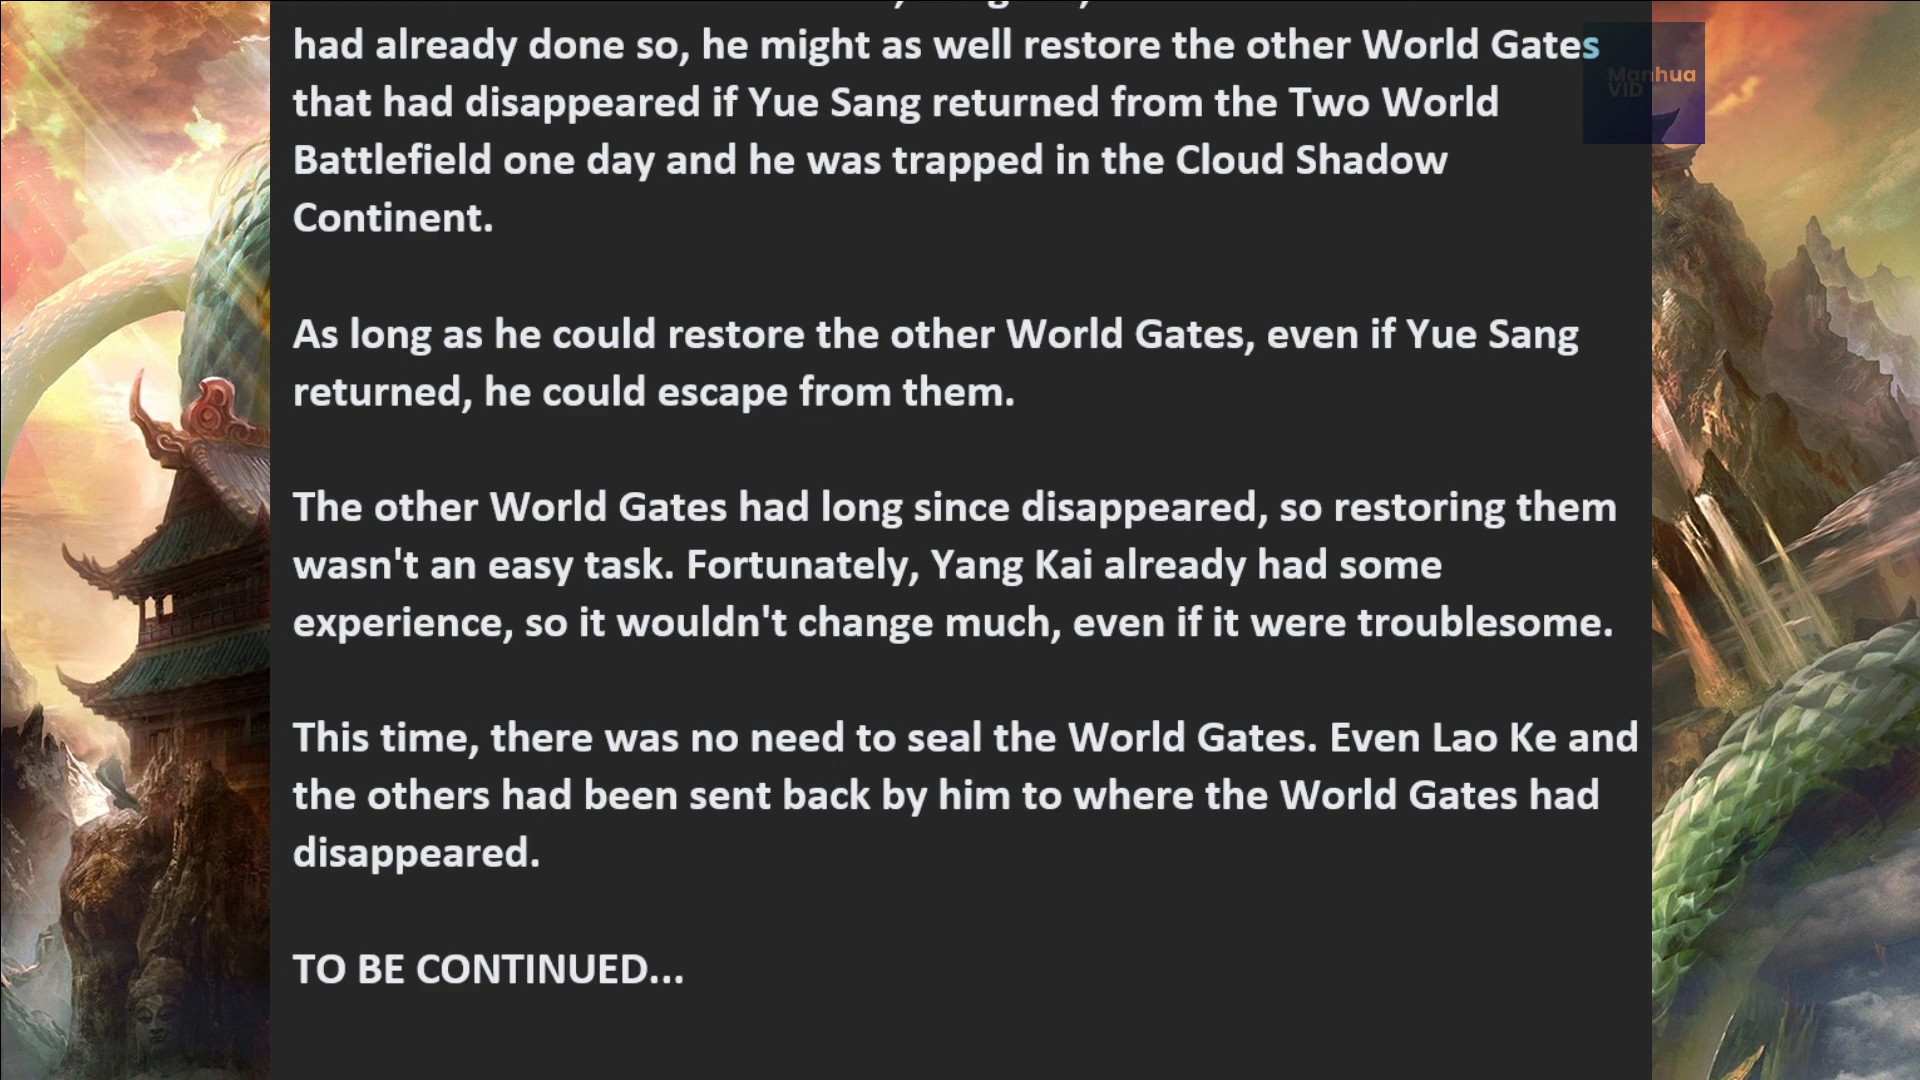 had already done so, he might as well restore the other World Gates
Manhua
VID
that had disappeared if Yue Sang returned from the Two World
Battlefield one day and he was trapped in the Cloud Shadow
Continent.
As long as he could restore the other World Gates, even if Yue Sang
returned, he could escape from them.
The other World Gates had long since disappeared, so restoring them
wasn't an easy task. Fortunately, Yang Kai already had some
experience, so it wouldn't change much, even if it were troublesome.
This time, there was no need to seal the World Gates. Even Lao Ke and
the others had been sent back by him to where the World Gates had
disappeared.
TO BE CONTINUED...